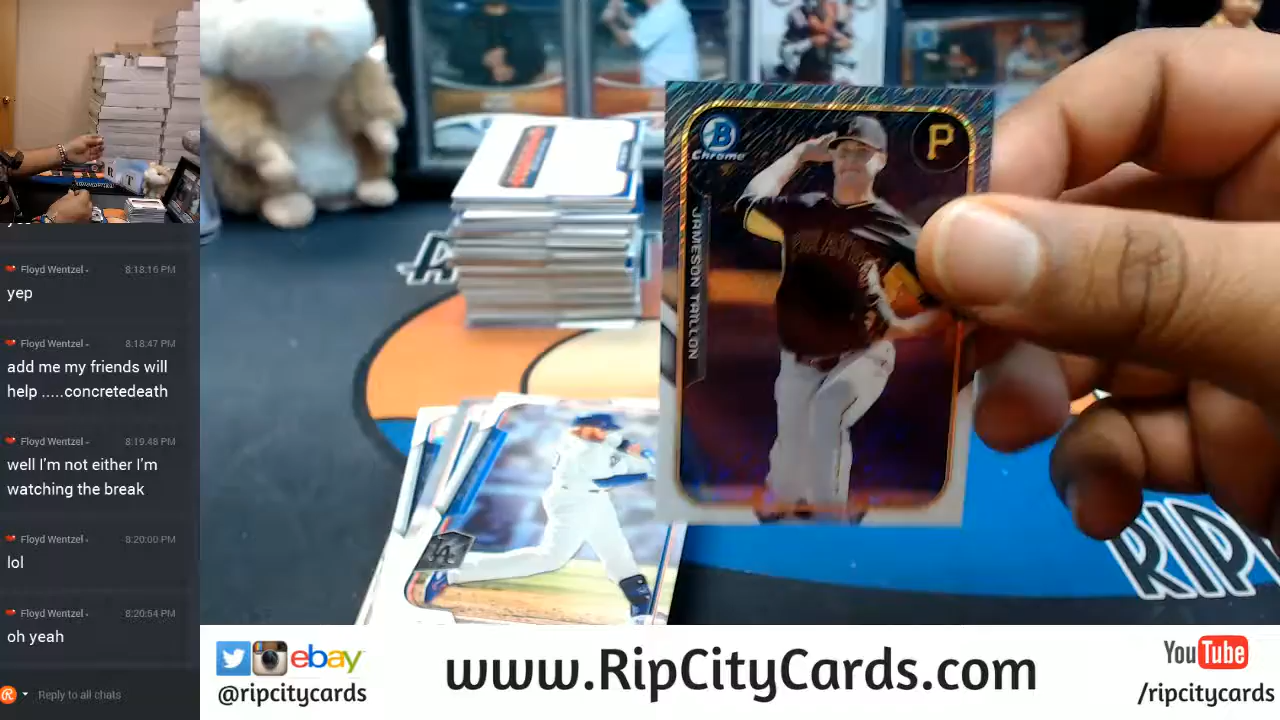 Floyd Wentzel 8:18:16 PM
yep
Floyd Wentzel 8:18:47 PM
add me my friends will
help .....concretedeath
Floyd Wentzel 8:19:48 PM
well I'm not either I'm
watching the break
Floyd Wentzel 8:20:00 PM
lol
Floyd Wentzel 8:20:54 PM
oh yeah
Reply to all chats
B
Chrome
P
JAMESON TAILLON
LA
RIP
ebay
@ripcitycards
www.RipCityCards.com
YouTube
/ripcitycards